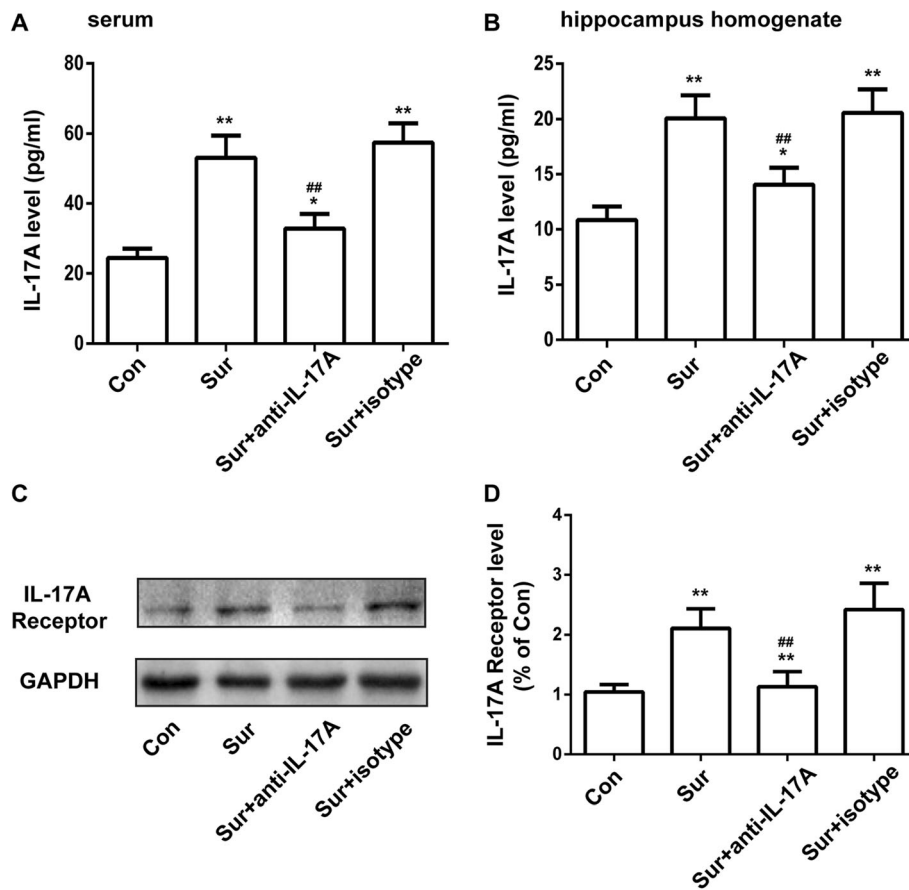 A serum
IL-17A level (pg/ml)
80
60
40
20
0
**
##
*
**
Con
Sur
Sur+anti-IL-17A
Sur+isotype
B hippocampus homogenate
IL-17A level (pg/ml)
25
20
15
10
5
0
**
##
*
**
Con
Sur
Sur+anti-IL-17A
Sur+isotype
C
IL-17A
Receptor
GAPDH
Con
Sur
Sur+anti-IL-17A
Sur+isotype
D
IL-17A Receptor level
(% of Con)
4
3
2
1
0
**
##
**
**
Con
Sur
Sur+anti-IL-17A
Sur+isotype